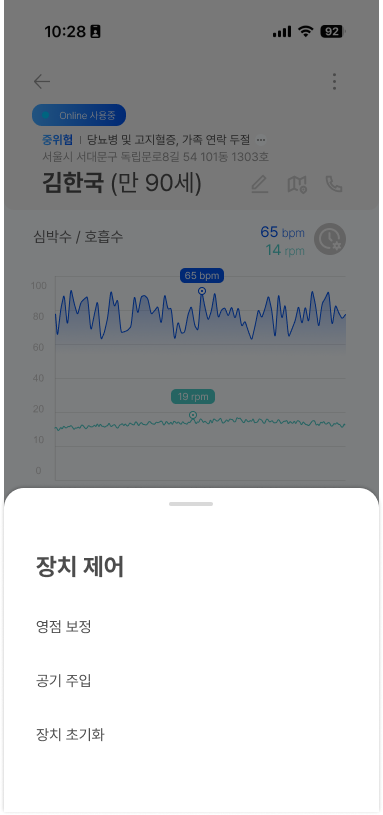 10:28
92
Online 사용중
중위험 | 당뇨병 및 고지혈증, 가족 연락 두절 ...
서울시 서대문구 독립문로8길 54 101동 1303호
김한국 (만 90세)
심박수 / 호흡수
65 bpm
14 rpm
65 bpm
100
80
60
40
19 rpm
20
10
0
장치 제어
영점 보정
공기 주입
장치 초기화